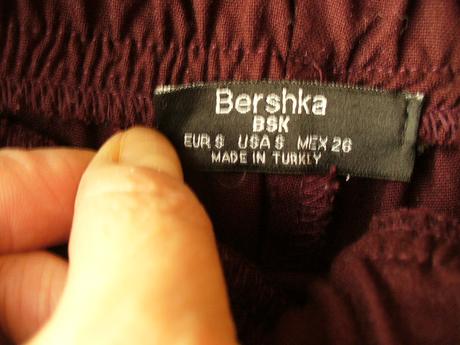 Bershka
BSK
EUR S USA S MEX 26
MADE IN TURKEY